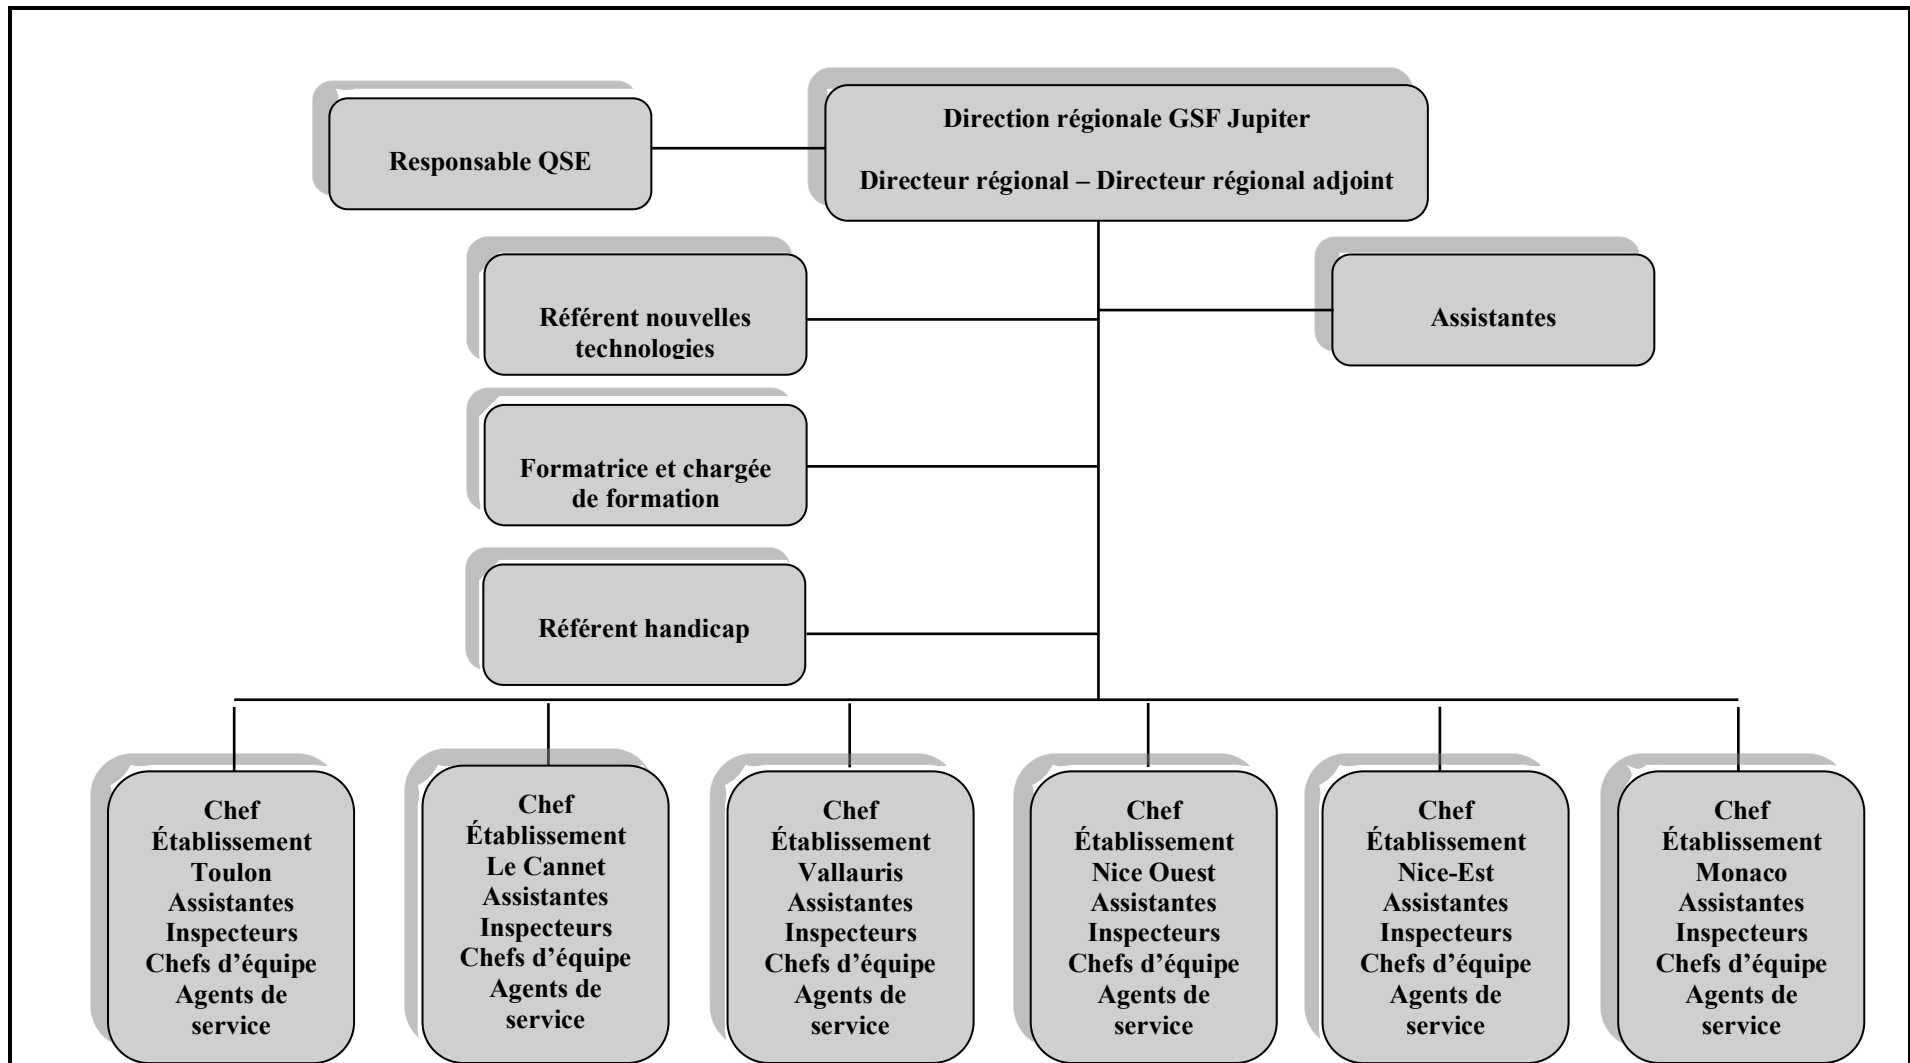 Responsable QSE
Direction régionale GSF Jupiter
Directeur régional – Directeur régional adjoint
Référent nouvelles
technologies
Assistantes
Formatrice et chargée
de formation
Référent handicap
Chef
Établissement
Toulon
Assistantes
Inspecteurs
Chefs d’équipe
Agents de
service
Chef
Établissement
Le Cannet
Assistantes
Inspecteurs
Chefs d’équipe
Agents de
service
Chef
Établissement
Vallauris
Assistantes
Inspecteurs
Chefs d’équipe
Agents de
service
Chef
Établissement
Nice Ouest
Assistantes
Inspecteurs
Chefs d’équipe
Agents de
service
Chef
Établissement
Nice-Est
Assistantes
Inspecteurs
Chefs d’équipe
Agents de
service
Chef
Établissement
Monaco
Assistantes
Inspecteurs
Chefs d’équipe
Agents de
service